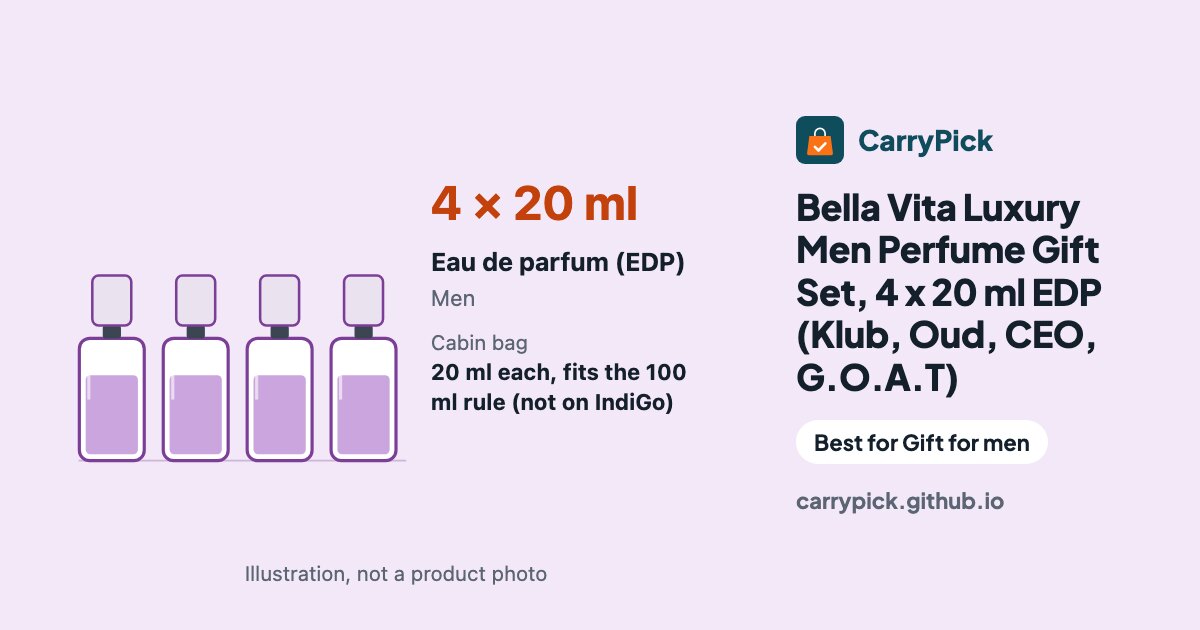 4 × 20 ml
Eau de parfum (EDP)
Men
Cabin bag
20 ml each, fits the 100
ml rule (not on IndiGo)
Illustration, not a product photo
CarryPick
Bella Vita Luxury
Men Perfume Gift
Set, 4 x 20 ml EDP
(Klub, Oud, CEO,
G.O.A.T)
Best for Gift for men
carrypick.github.io